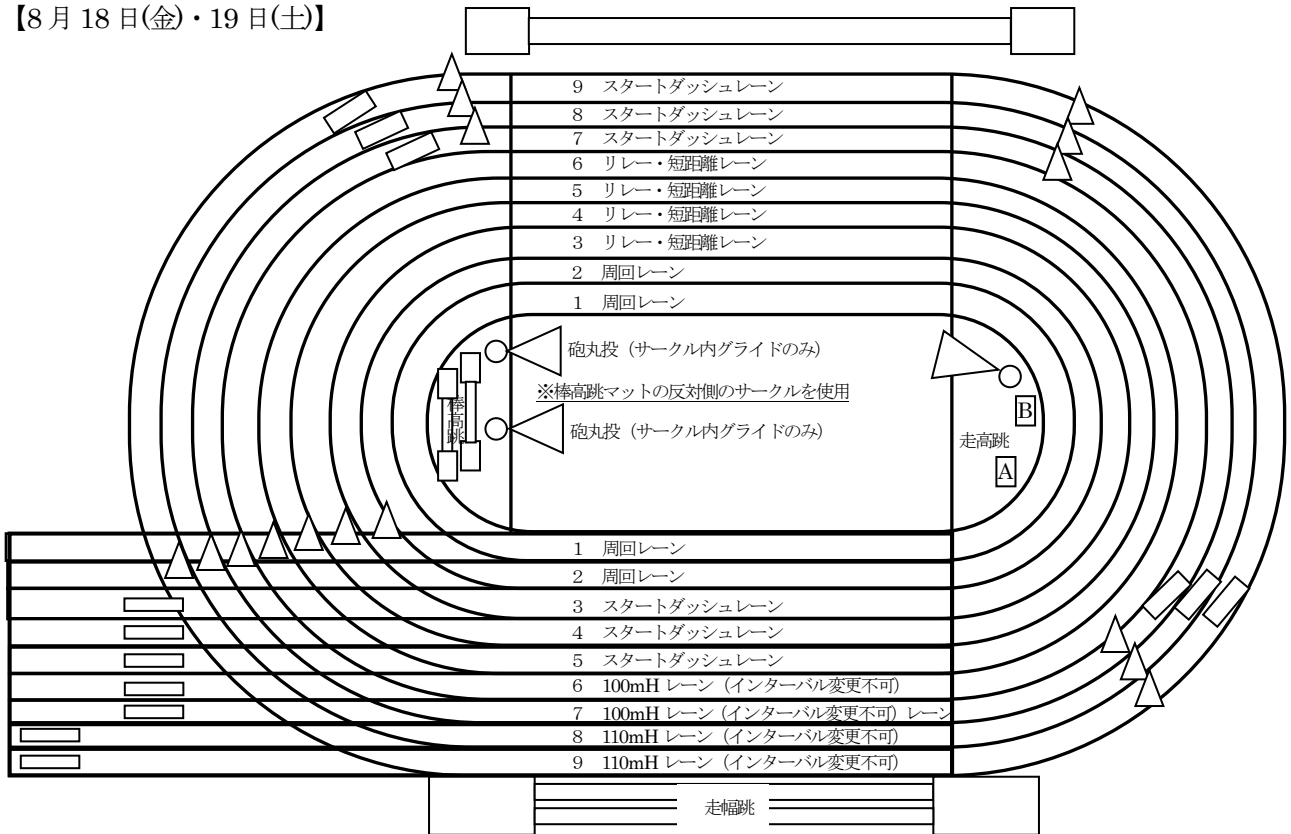 【8月18日(金)・19日(土)】
9 スタートダッシュレーン
8 スタートダッシュレーン
7 スタートダッシュレーン
6 リレー・短距離レーン
5 リレー・短距離レーン
4 リレー・短距離レーン
3 リレー・短距離レーン
2 周回レーン
1 周回レーン
砲丸投（サークル内グライドのみ）
※棒高跳マットの反対側のサークルを使用
棒高跳
砲丸投（サークル内グライドのみ）
B
走高跳
A
1 周回レーン
2 周回レーン
3 スタートダッシュレーン
4 スタートダッシュレーン
5 スタートダッシュレーン
6 100mH レーン（インターバル変更不可）
7 100mH レーン（インターバル変更不可）レーン
8 110mH レーン（インターバル変更不可）
9 110mH レーン（インターバル変更不可）
走幅跳